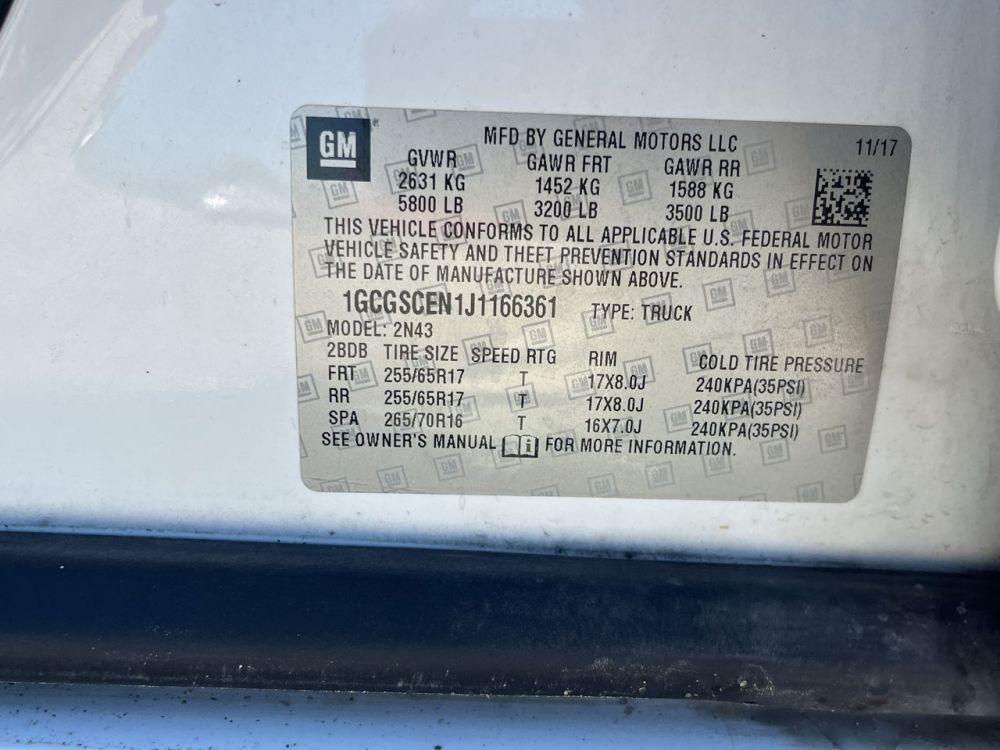 GM
MFD BY GENERAL MOTORS LLC 11/17
GVWR GAWR FRT GAWR RR
2631 KG 1452 KG 1588 KG
5800 LB 3200 LB 3500 LB
THIS VEHICLE CONFORMS TO ALL APPLICABLE U.S. FEDERAL MOTOR
VEHICLE SAFETY AND THEFT PREVENTION STANDARDS IN EFFECT ON
THE DATE OF MANUFACTURE SHOWN ABOVE.
1GCGSCEN1J1166361 TYPE: TRUCK
MODEL: 2N43
2BDB TIRE SIZE SPEED RTG RIM COLD TIRE PRESSURE
FRT 255/65R17 T 17X8.0J 240KPA(35PSI)
RR 255/65R17 T 17X8.0J 240KPA(35PSI)
SPA 265/70R16 T 16X7.0J 240KPA(35PSI)
SEE OWNER'S MANUAL FOR MORE INFORMATION.